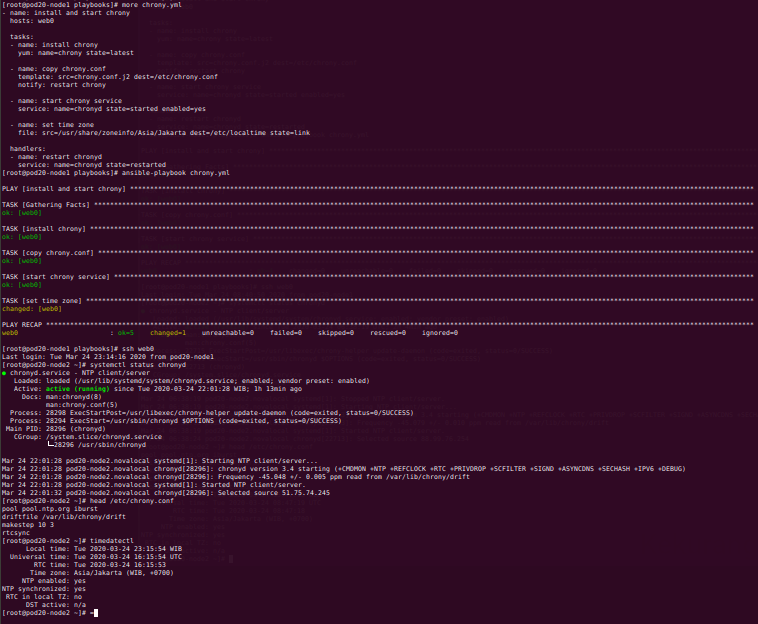 [root@pod20-node1 playbooks]# more chrony.yml
- name: install and start chrony
  hosts: web0

  tasks:
  - name: install chrony
    yum: name=chrony state=latest

  - name: copy chrony.conf
    template: src=chrony.conf.j2 dest=/etc/chrony.conf
    notify: restart chrony

  - name: start chrony service
    service: name=chronyd state=started enabled=yes

  - name: set time zone
    file: src=/usr/share/zoneinfo/Asia/Jakarta dest=/etc/localtime state=link

  handlers:
  - name: restart chronyd
    service: name=chronyd state=restarted
[root@pod20-node1 playbooks]# ansible-playbook chrony.yml

PLAY [install and start chrony] ****************************************************************

TASK [Gathering Facts] ****************************************************************
ok: [web0]

TASK [install chrony] ****************************************************************
ok: [web0]

TASK [copy chrony.conf] ****************************************************************
ok: [web0]

TASK [start chrony service] ****************************************************************
ok: [web0]

TASK [set time zone] ****************************************************************
changed: [web0]

PLAY RECAP ****************************************************************
web0                       : ok=5    changed=1    unreachable=0    failed=0    skipped=0    rescued=0    ignored=0

[root@pod20-node1 playbooks]# ssh web0
Last login: Tue Mar 24 23:14:16 2020 from pod20-node1
[root@pod20-node2 ~]# systemctl status chronyd
● chronyd.service - NTP client/server
   Loaded: loaded (/usr/lib/systemd/system/chronyd.service; enabled; vendor preset: enabled)
   Active: active (running) since Tue 2020-03-24 22:01:28 WIB; 1h 13min ago
     Docs: man:chronyd(8)
           man:chrony.conf(5)
  Process: 28298 ExecStartPost=/usr/libexec/chrony-helper update-daemon (code=exited, status=0/SUCCESS)
  Process: 28294 ExecStart=/usr/sbin/chronyd $OPTIONS (code=exited, status=0/SUCCESS)
 Main PID: 28296 (chronyd)
   CGroup: /system.slice/chronyd.service
           └─28296 /usr/sbin/chronyd

Mar 24 22:01:28 pod20-node2.novalocal systemd[1]: Starting NTP client/server...
Mar 24 22:01:28 pod20-node2.novalocal chronyd[28296]: chronyd version 3.4 starting (+CMDMON +NTP +REFCLOCK +RTC +PRIVDROP +SCFILTER +SIGND +ASYNCDNS +SECHASH +IPV6 +DEBUG)
Mar 24 22:01:28 pod20-node2.novalocal chronyd[28296]: Frequency -45.048 +/- 0.005 ppm read from /var/lib/chrony/drift
Mar 24 22:01:28 pod20-node2.novalocal systemd[1]: Started NTP client/server.
Mar 24 22:01:32 pod20-node2.novalocal chronyd[28296]: Selected source 51.75.74.245
[root@pod20-node2 ~]# head /etc/chrony.conf
pool pool.ntp.org iburst
driftfile /var/lib/chrony/drift
makestep 10 3
rtcsync
[root@pod20-node2 ~]# timedatectl
      Local time: Tue 2020-03-24 23:15:54 WIB
  Universal time: Tue 2020-03-24 16:15:54 UTC
        RTC time: Tue 2020-03-24 16:15:53
       Time zone: Asia/Jakarta (WIB, +0700)
     NTP enabled: yes
NTP synchronized: yes
 RTC in local TZ: no
      DST active: n/a
[root@pod20-node2 ~]# ~